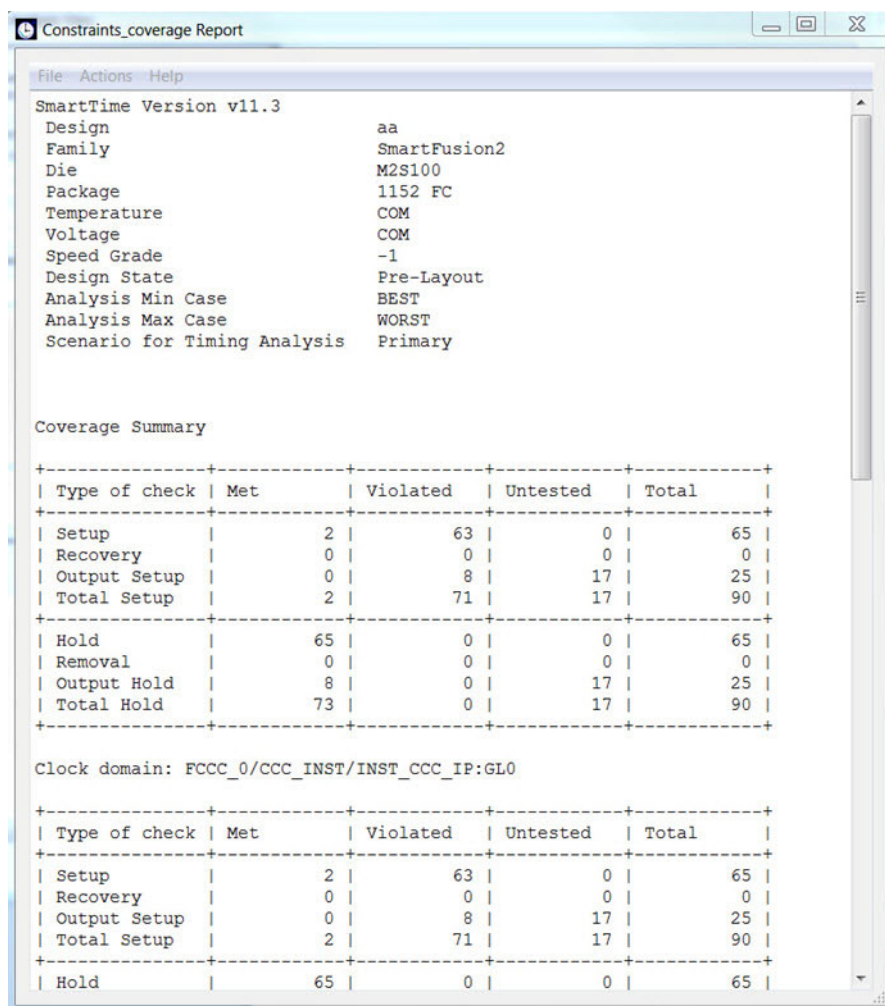 Constraints_coverage Report
File Actions Help
SmartTime Version v11.3
Design aa
Family SmartFusion2
Die M2S100
Package 1152 FC
Temperature COM
Voltage COM
Speed Grade -1
Design State Pre-Layout
Analysis Min Case BEST
Analysis Max Case WORST
Scenario for Timing Analysis Primary
Coverage Summary
+---------------+------------+------------+------------+------------+
| Type of check | Met | Violated | Untested | Total |
+---------------+------------+------------+------------+------------+
| Setup | 2 | 63 | 0 | 65 |
| Recovery | 0 | 0 | 0 | 0 |
| Output Setup | 0 | 8 | 17 | 25 |
| Total Setup | 2 | 71 | 17 | 90 |
+---------------+------------+------------+------------+------------+
| Hold | 65 | 0 | 0 | 65 |
| Removal | 0 | 0 | 0 | 0 |
| Output Hold | 8 | 0 | 17 | 25 |
| Total Hold | 73 | 0 | 17 | 90 |
+---------------+------------+------------+------------+------------+
Clock domain: FCCC_0/CCC_INST/INST_CCC_IP:GL0
+---------------+------------+------------+------------+------------+
| Type of check | Met | Violated | Untested | Total |
+---------------+------------+------------+------------+------------+
| Setup | 2 | 63 | 0 | 65 |
| Recovery | 0 | 0 | 0 | 0 |
| Output Setup | 0 | 8 | 17 | 25 |
| Total Setup | 2 | 71 | 17 | 90 |
+---------------+------------+------------+------------+------------+
| Hold | 65 | 0 | 0 | 65 |